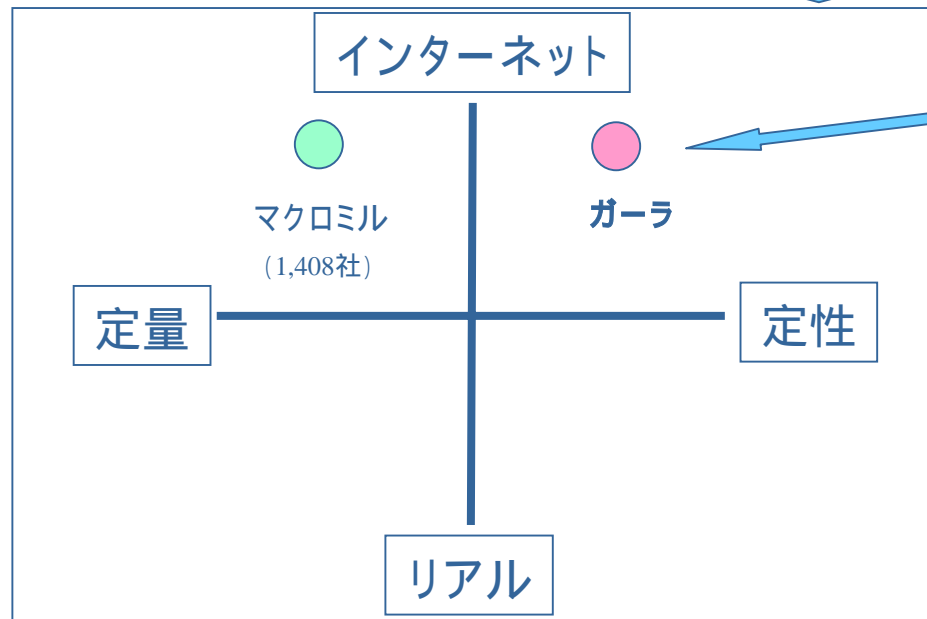 インターネット
マクロミル
(1,408社)
ガーラ
定量
定性
リアル